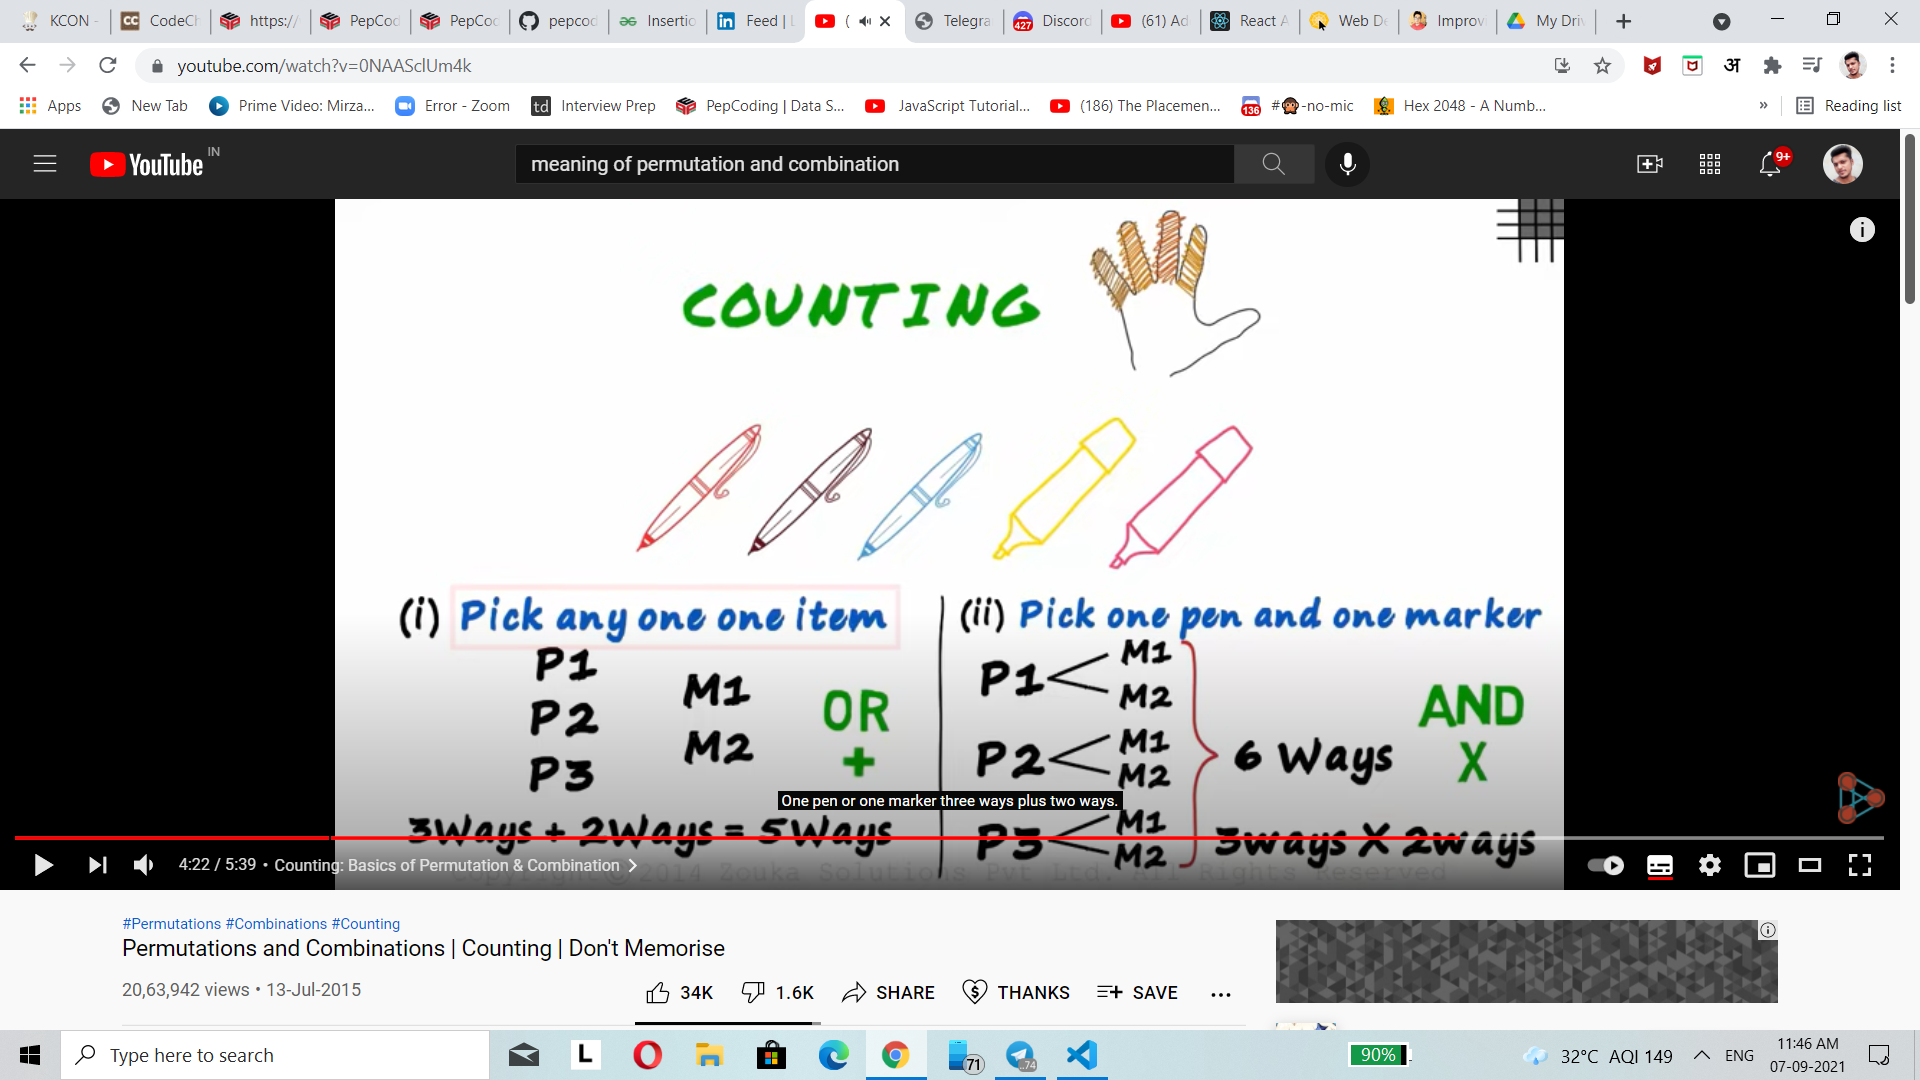 KCON -
CodeCh
https://
PepCod
PepCod
pepcod
Insertio
Feed | L
(
Telegra
Discord
(61) Ad
React A
Web De
Improv
My Driv
youtube.com/watch?v=0NAASclUm4k
Apps
New Tab
Prime Video: Mirza...
Error - Zoom
Interview Prep
PepCoding | Data S...
JavaScript Tutorial...
(186) The Placemen...
#🙊-no-mic
Hex 2048 - A Numb...
»
Reading list
YouTube IN
meaning of permutation and combination
9+
COUNTING
(i) Pick any one one item
P1
P2
P3
M1
M2
OR
+
3Ways + 2Ways = 5Ways
(ii) Pick one pen and one marker
P1
M1
M2
P2
M1
M2
P3
M1
M2
6 Ways
AND
X
3ways X 2ways
One pen or one marker three ways plus two ways.
4:22 / 5:39 • Counting: Basics of Permutation & Combination
2014 Zouka Solutions Pvt Ltd. All Rights Reserved
#Permutations #Combinations #Counting
Permutations and Combinations | Counting | Don't Memorise
20,63,942 views • 13-Jul-2015
34K
1.6K
SHARE
THANKS
SAVE
Type here to search
71
74
90%
32°C AQI 149
ENG
11:46 AM
07-09-2021